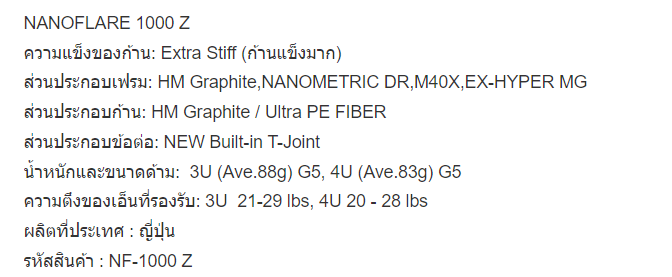 NANOFLARE 1000 Z
ความแข็งของก้าน: Extra Stiff (ก้านแข็งมาก)
ส่วนประกอบเฟรม: HM Graphite,NANOMETRIC DR,M40X,EX-HYPER MG
ส่วนประกอบก้าน: HM Graphite / Ultra PE FIBER
ส่วนประกอบข้อต่อ: NEW Built-in T-Joint
น้ำหนักและขนาดด้าม:  3U (Ave.88g) G5, 4U (Ave.83g) G5
ความตึงของเอ็นที่รองรับ: 3U  21-29 lbs, 4U 20 - 28 lbs
ผลิตที่ประเทศ : ญี่ปุ่น
รหัสสินค้า : NF-1000 Z